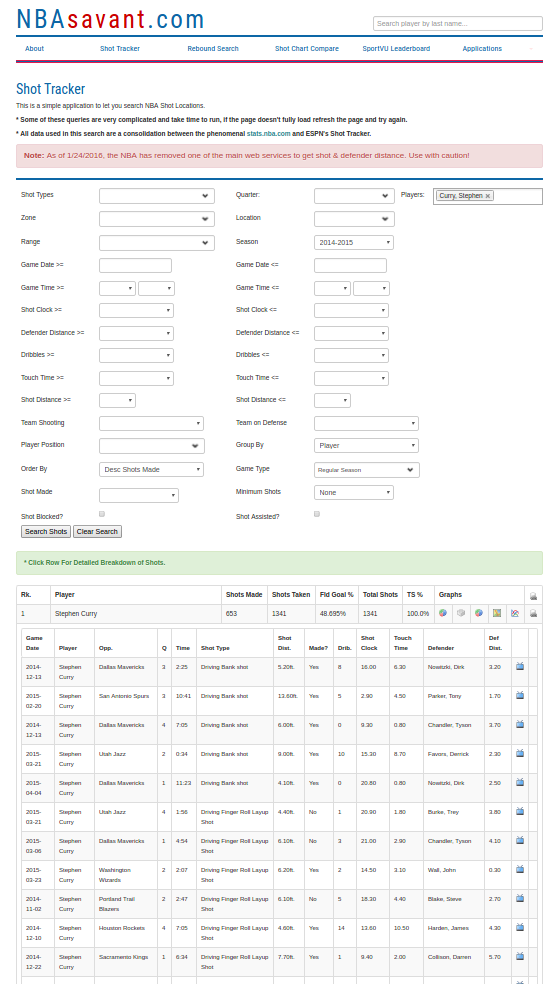 NBAsavant.com
Search player by last name...
About Shot Tracker Rebound Search Shot Chart Compare SportVU Leaderboard Applications
Shot Tracker
This is a simple application to let you search NBA Shot Locations.
* Some of these queries are very complicated and take time to run, if the page doesn't fully load refresh the page and try again.
* All data used in this search are a consolidation between the phenomenal stats.nba.com and ESPN's Shot Tracker.
Note: As of 1/24/2016, the NBA has removed one of the main web services to get shot & defender distance. Use with caution!
Shot Types Quarter: Players: Curry, Stephen ×
Zone Location
Range Season 2014-2015
Game Date >= Game Date <=
Game Time >= Game Time <=
Shot Clock >= Shot Clock <=
Defender Distance >= Defender Distance <=
Dribbles >= Dribbles <=
Touch Time >= Touch Time <=
Shot Distance >= Shot Distance <=
Team Shooting Team on Defense
Player Position Group By Player
Order By Desc Shots Made Game Type Regular Season
Shot Made Minimum Shots None
Shot Blocked? Shot Assisted?
Search Shots Clear Search
* Click Row For Detailed Breakdown of Shots.
Rk. Player Shots Made Shots Taken Fld Goal % Total Shots TS % Graphs
1 Stephen Curry 653 1341 48.695% 1341 100.0%
Game Date Player Opp. Q Time Shot Type Shot Dist. Made? Drib. Shot Clock Touch Time Defender Def Dist.
2014-12-13 Stephen Curry Dallas Mavericks 3 2:25 Driving Bank shot 5.20ft. Yes 8 16.00 6.30 Nowitzki, Dirk 3.20
2015-02-20 Stephen Curry San Antonio Spurs 3 10:41 Driving Bank shot 13.60ft. Yes 5 2.90 4.50 Parker, Tony 1.70
2014-12-13 Stephen Curry Dallas Mavericks 4 7:05 Driving Bank shot 6.00ft. Yes 0 9.30 0.80 Chandler, Tyson 3.70
2015-03-21 Stephen Curry Utah Jazz 2 0:34 Driving Bank shot 9.00ft. Yes 10 15.30 8.70 Favors, Derrick 2.30
2015-04-04 Stephen Curry Dallas Mavericks 1 11:23 Driving Bank shot 4.10ft. Yes 0 20.80 0.80 Nowitzki, Dirk 2.50
2015-03-21 Stephen Curry Utah Jazz 4 1:56 Driving Finger Roll Layup Shot 4.40ft. No 1 20.90 1.80 Burke, Trey 3.80
2015-03-06 Stephen Curry Dallas Mavericks 1 4:54 Driving Finger Roll Layup Shot 6.10ft. No 3 21.00 2.90 Chandler, Tyson 4.10
2015-03-23 Stephen Curry Washington Wizards 2 2:07 Driving Finger Roll Layup Shot 6.20ft. Yes 2 14.50 3.10 Wall, John 0.30
2014-11-02 Stephen Curry Portland Trail Blazers 2 2:47 Driving Finger Roll Layup Shot 6.10ft. No 5 18.30 4.40 Blake, Steve 2.70
2014-12-10 Stephen Curry Houston Rockets 4 7:05 Driving Finger Roll Layup Shot 4.60ft. Yes 14 13.60 10.50 Harden, James 4.30
2014-12-22 Stephen Curry Sacramento Kings 1 6:34 Driving Finger Roll Layup Shot 7.70ft. Yes 1 9.40 2.00 Collison, Darren 5.70